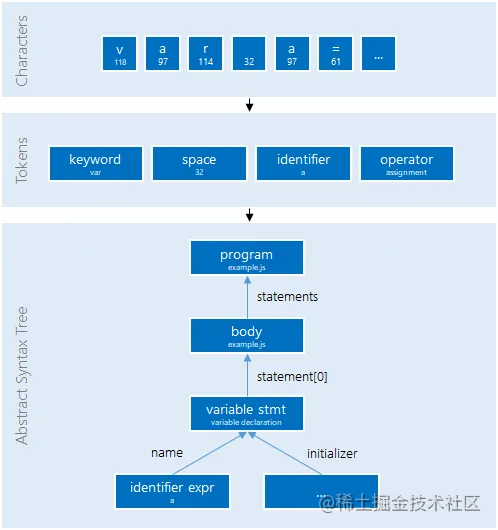 Characters
v
118
a
97
r
114
32
a
97
=
61
...
Tokens
keyword
var
space
32
identifier
a
operator
assignment
Abstract Syntax Tree
program
example.js
statements
body
example.js
statement[0]
variable stmt
variable declaration
name
initializer
identifier expr
a
...
@稀土掘金技术社区